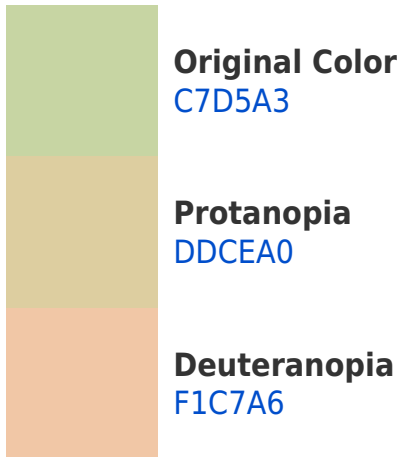 Original Color
C7D5A3
Protanopia
DDCEA0
Deuteranopia
F1C7A6